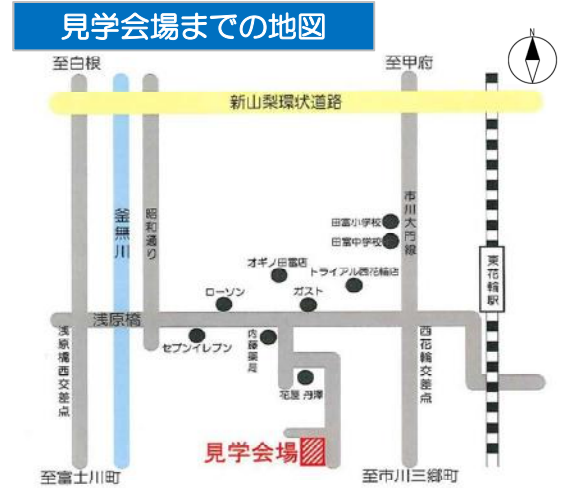 見学会場までの地図
N
至白根
至甲府
新山梨環状道路
釜無川
昭和通り
市川大門線
田富小学校
田富中学校
オギノ田富店
トライアル西花輪店
東花輪駅
ローソン
ガスト
浅原橋
セブンイレブン
内藤薬局
浅原橋西交差点
西花輪交差点
花屋 丹澤
見学会場
至富士川町
至市川三郷町